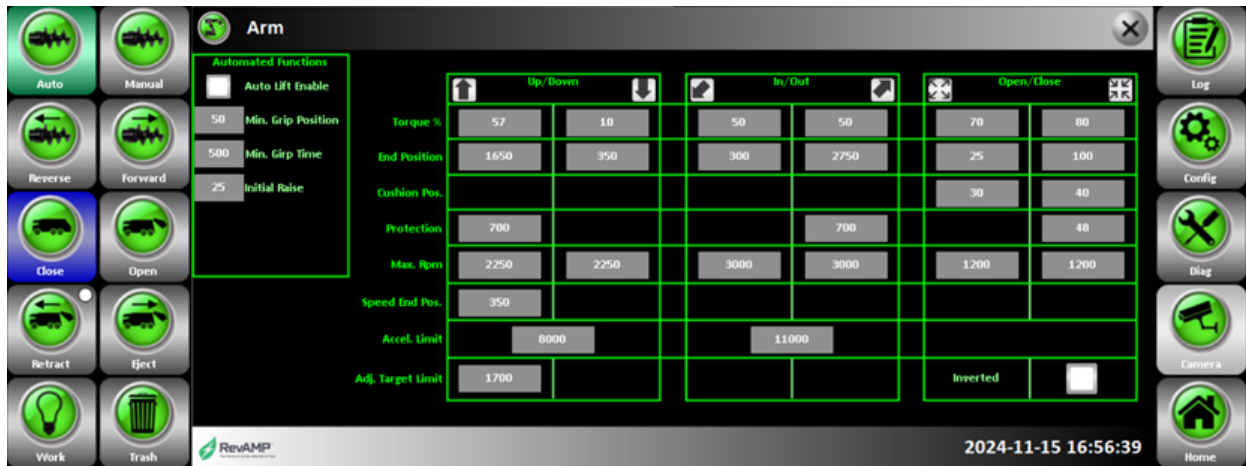 Auto
Manual
Reverse
Forward
Close
Open
Retract
Eject
Work
Trash
Arm
Automated Functions
Auto Lift Enable
50 Min. Grip Position
500 Min. Girp Time
25 Initial Raise
Up/Down In/Out Open/Close
Torque % 57 10 50 50 70 80
End Position 1650 350 300 2750 25 100
Cushion Pos. 30 40
Protection 700 700 48
Max. Rpm 2250 2250 3000 3000 1200 1200
Speed End Pos. 350
Accel. Limit 8000 11000
Adj. Target Limit 1700 Inverted
RevAMP
2024-11-15 16:56:39
Log
Config
Diag
Camera
Home